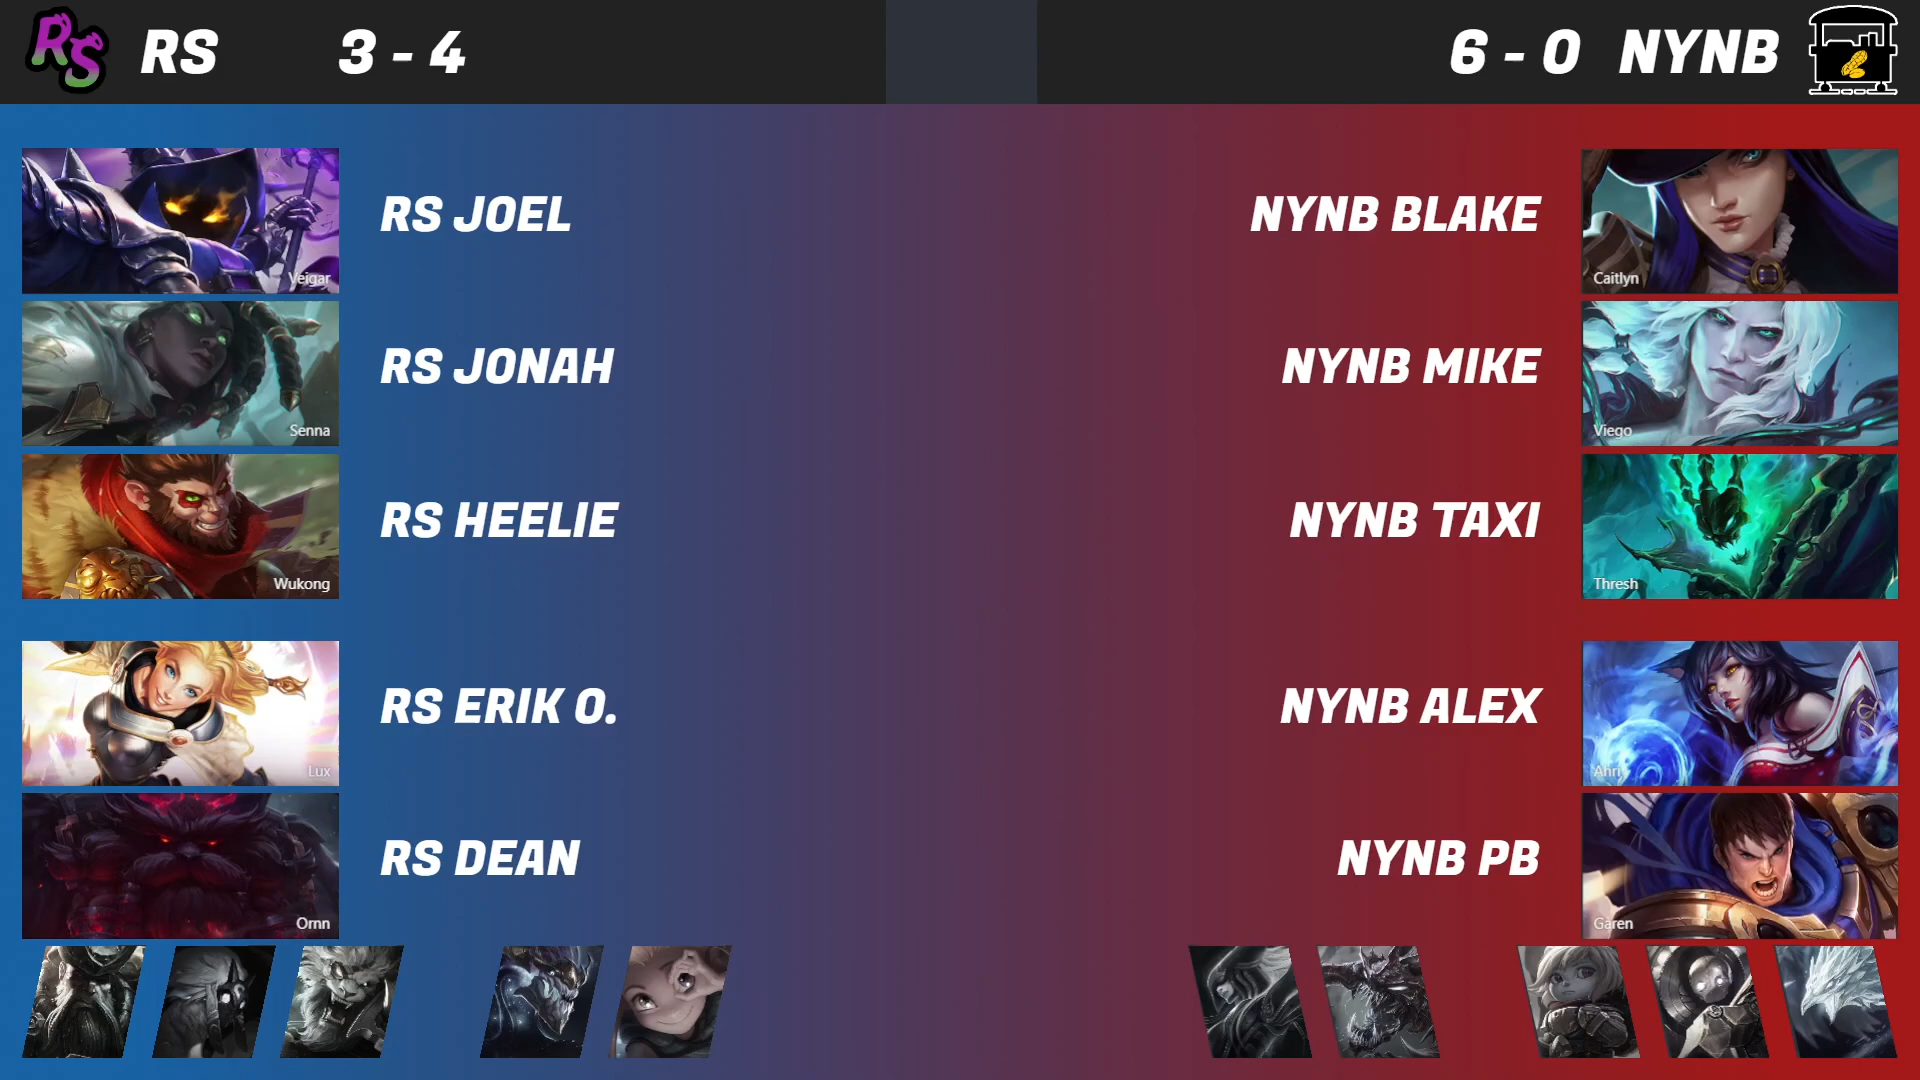 RS
RS
3 - 4
6 - 0
NYNB
RS JOEL
Veigar
NYNB BLAKE
Caitlyn
RS JONAH
Senna
NYNB MIKE
Viego
RS HEELIE
Wukong
NYNB TAXI
Thresh
RS ERIK O.
Lux
NYNB ALEX
Ahri
RS DEAN
Ornn
NYNB PB
Garen